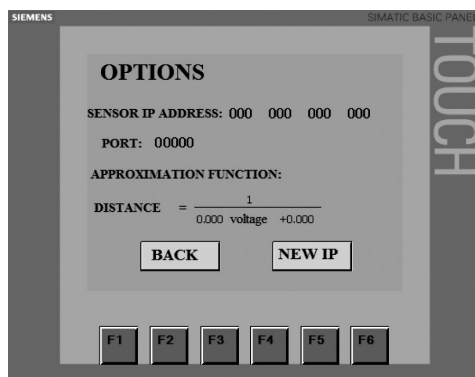 SIEMENS
SIMATIC BASIC PANEL
TOUCH
OPTIONS
SENSOR IP ADDRESS: 000 000 000 000
PORT: 00000
APPROXIMATION FUNCTION:
DISTANCE = 1
0.000 voltage +0.000
BACK NEW IP
F1 F2 F3 F4 F5 F6